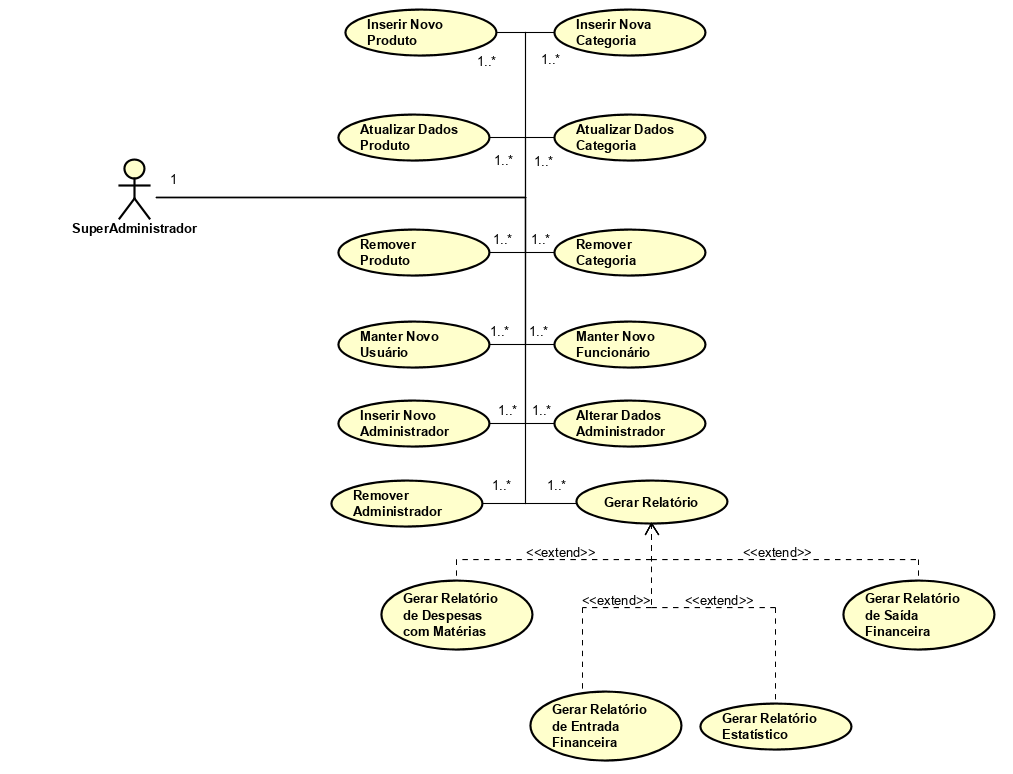 Inserir Novo
Produto
Inserir Nova
Categoria
1..*
1..*
Atualizar Dados
Produto
Atualizar Dados
Categoria
1..*
1..*
1
SuperAdministrador
Remover
Produto
1..*
1..*
Remover
Categoria
Manter Novo
Usuário
1..*
1..*
Manter Novo
Funcionário
Inserir Novo
Administrador
1..*
1..*
Alterar Dados
Administrador
Remover
Administrador
1..*
1..*
Gerar Relatório
<<extend>>
<<extend>>
Gerar Relatório
de Despesas
com Matérias
<<extend>>
<<extend>>
Gerar Relatório
de Saída
Financeira
Gerar Relatório
de Entrada
Financeira
Gerar Relatório
Estatístico